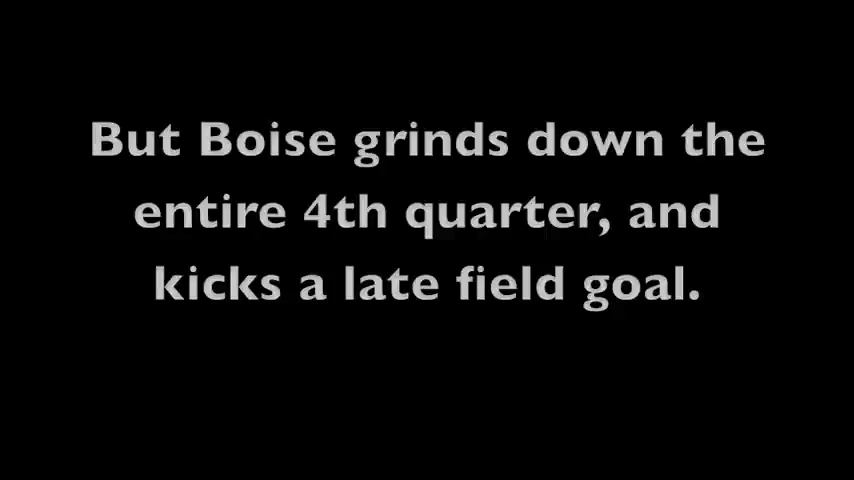 But Boise grinds down the
entire 4th quarter, and
kicks a late field goal.